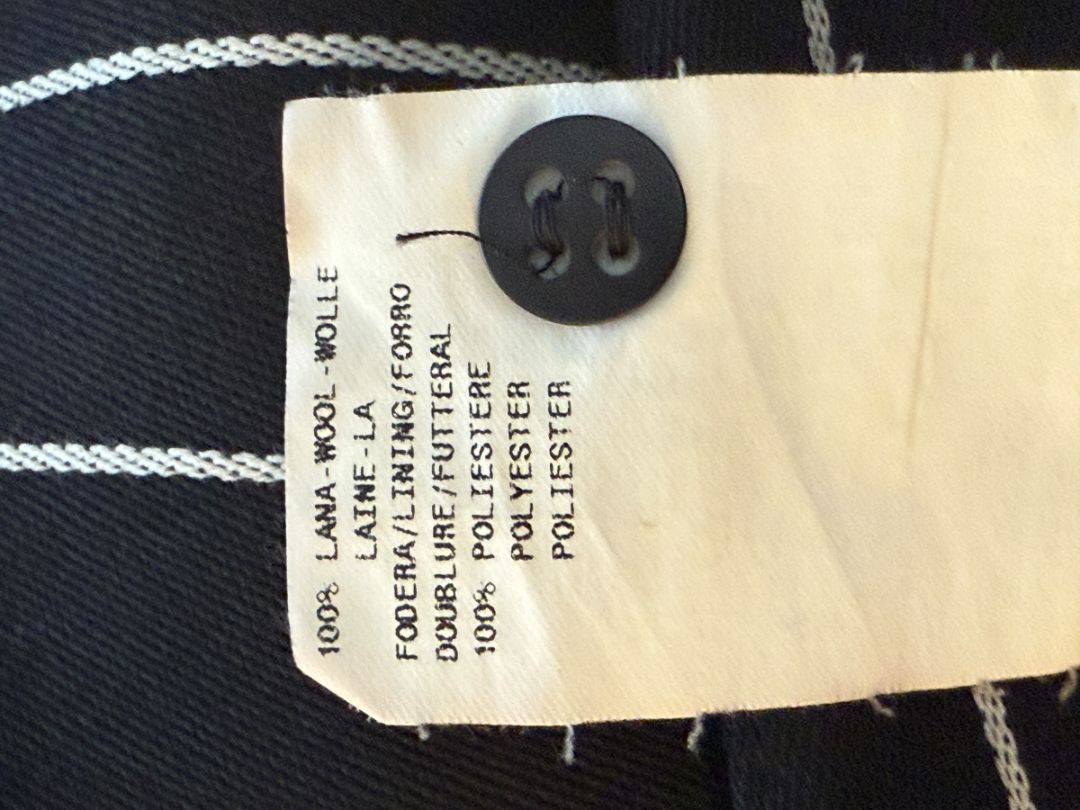 100% LANA-WOOL-WOLLE
LAINE-LA
FODERA/LINING/FORRO
DOUBLURE/FUTTERAL
100% POLIESTERE
POLYESTER
POLIESTER